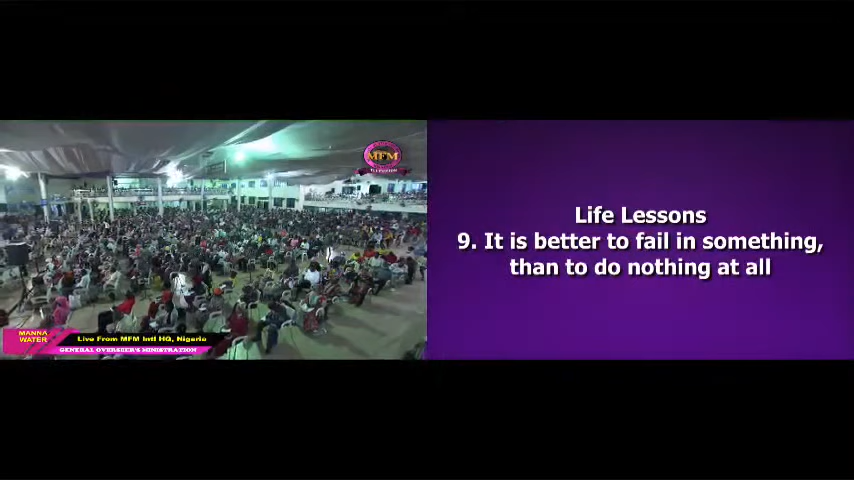 MFM
TELEVISION
MANNA
WATER
Live From MFM Intl HQ, Nigeria
GENERAL OVERSEER'S MINISTRATION
Life Lessons
9. It is better to fail in something,
than to do nothing at all